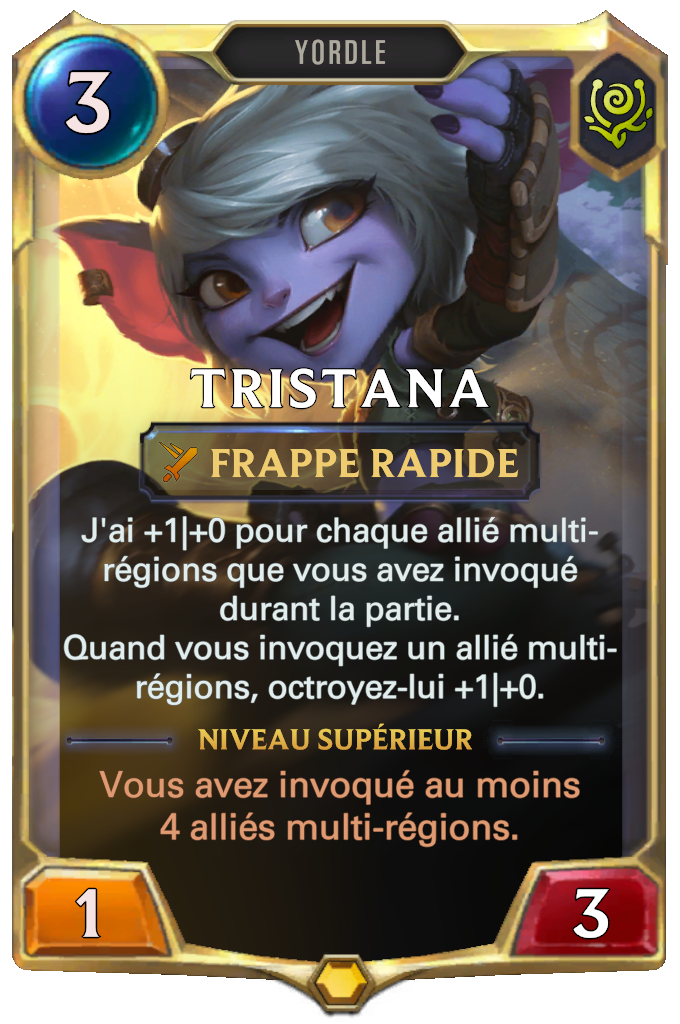 YORDLE
3
TRISTANA
FRAPPE RAPIDE
J'ai +1|+0 pour chaque allié multi-
régions que vous avez invoqué
durant la partie.
Quand vous invoquez un allié multi-
régions, octroyez-lui +1|+0.
NIVEAU SUPÉRIEUR
Vous avez invoqué au moins
4 alliés multi-régions.
1
3